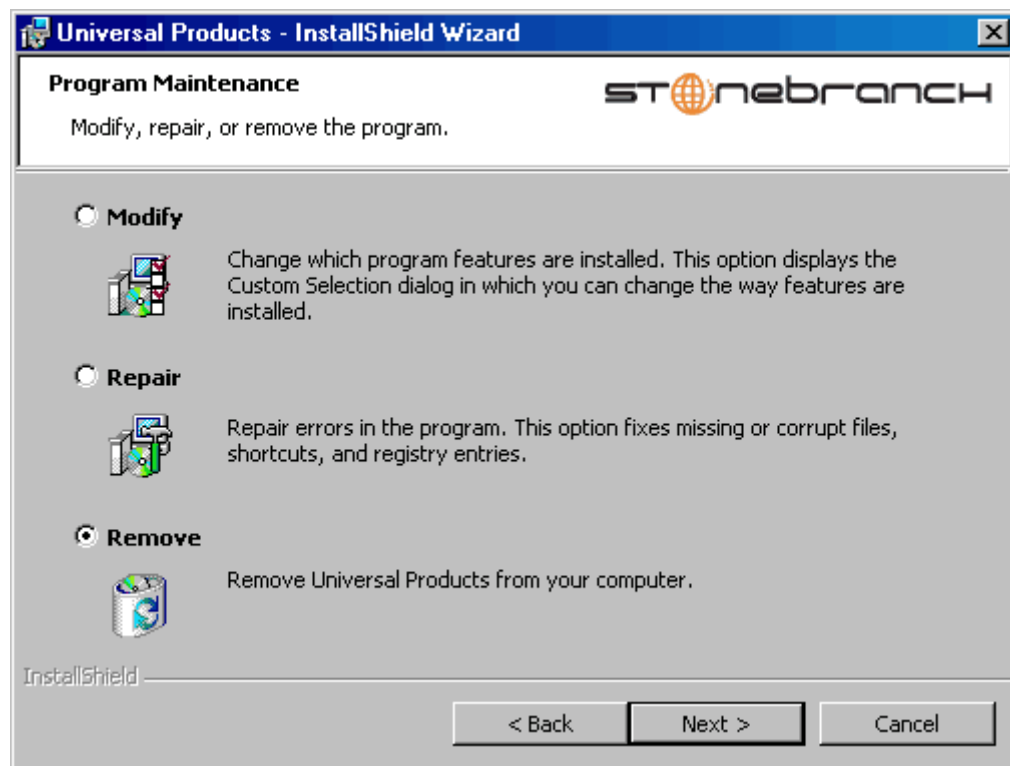 Universal Products - InstallShield Wizard
Program Maintenance
stonebranch
Modify, repair, or remove the program.
Modify
Change which program features are installed. This option displays the
Custom Selection dialog in which you can change the way features are
installed.
Repair
Repair errors in the program. This option fixes missing or corrupt files,
shortcuts, and registry entries.
Remove
Remove Universal Products from your computer.
InstallShield
< Back
Next >
Cancel